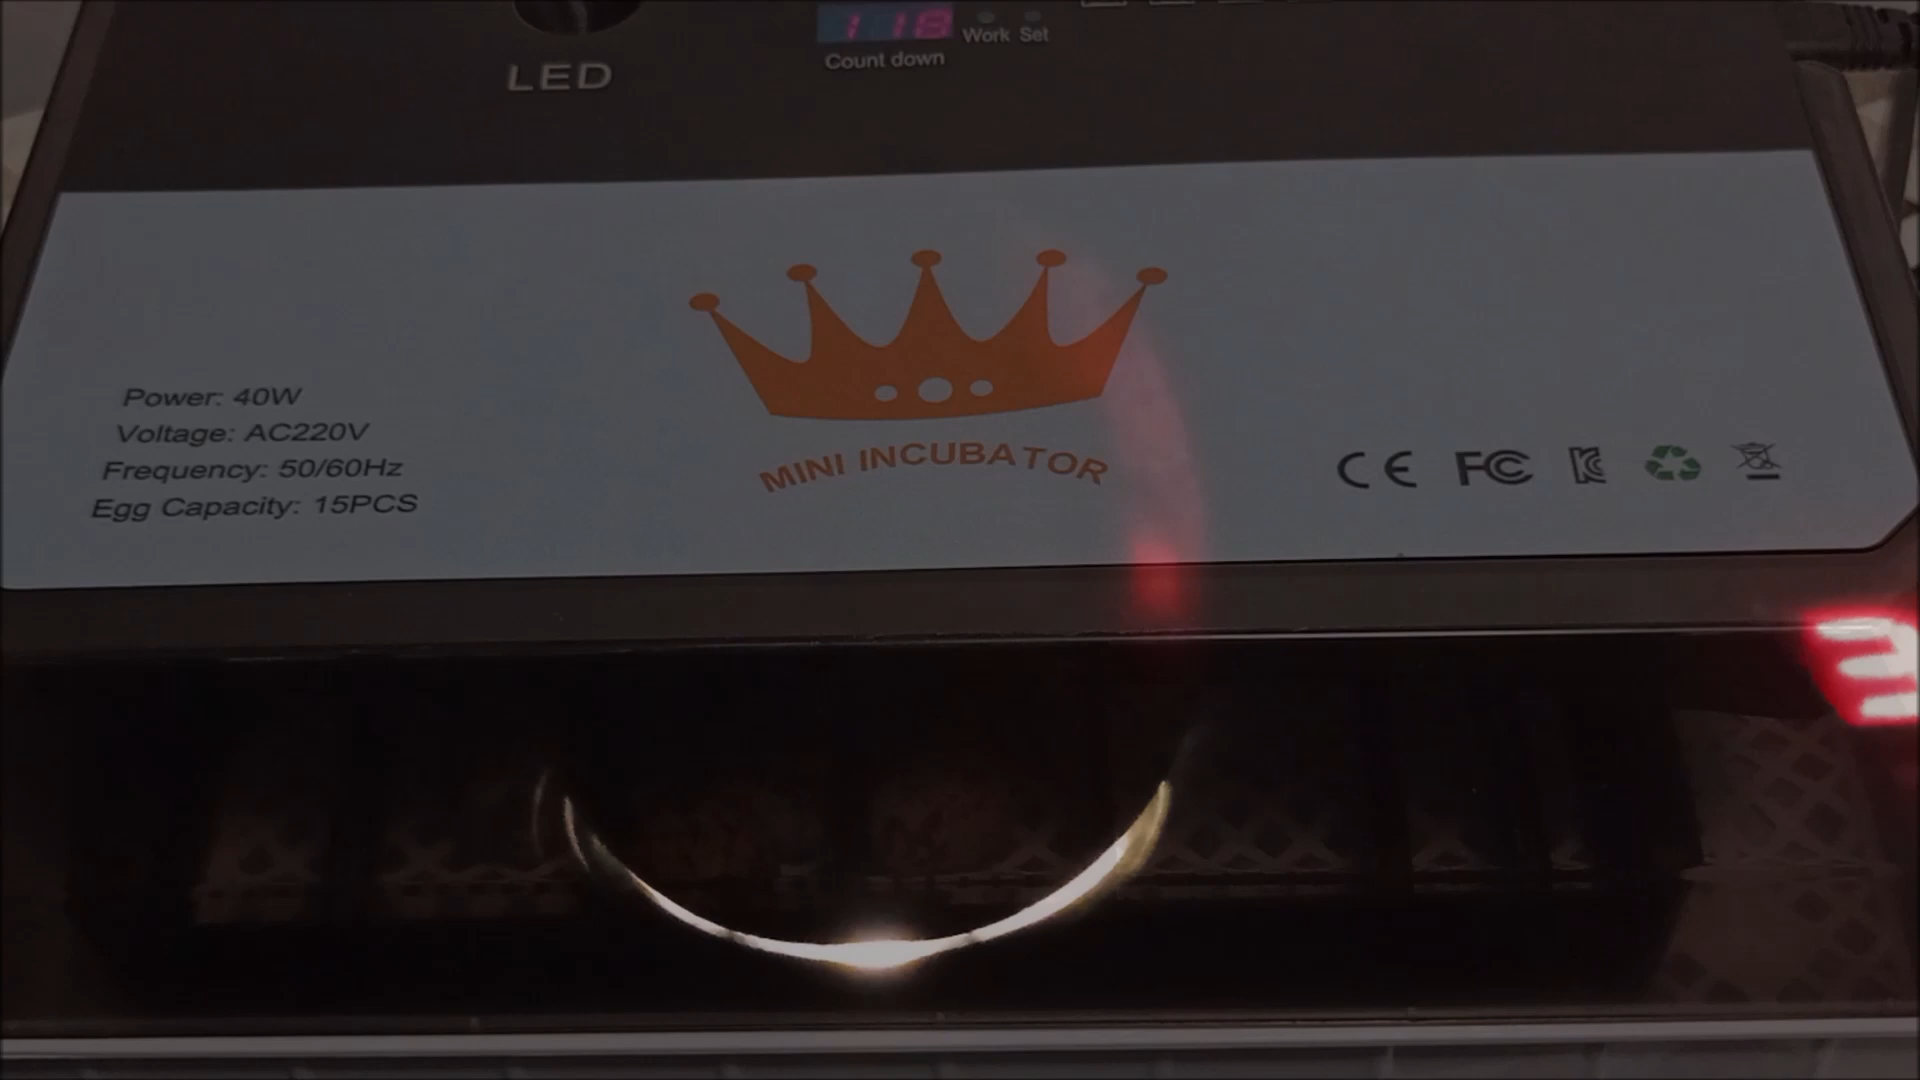 118
Work Set
Count down
LED
Power: 40W
Voltage: AC220V
Frequency: 50/60Hz
Egg Capacity: 15PCS
MINI INCUBATOR
CE FC